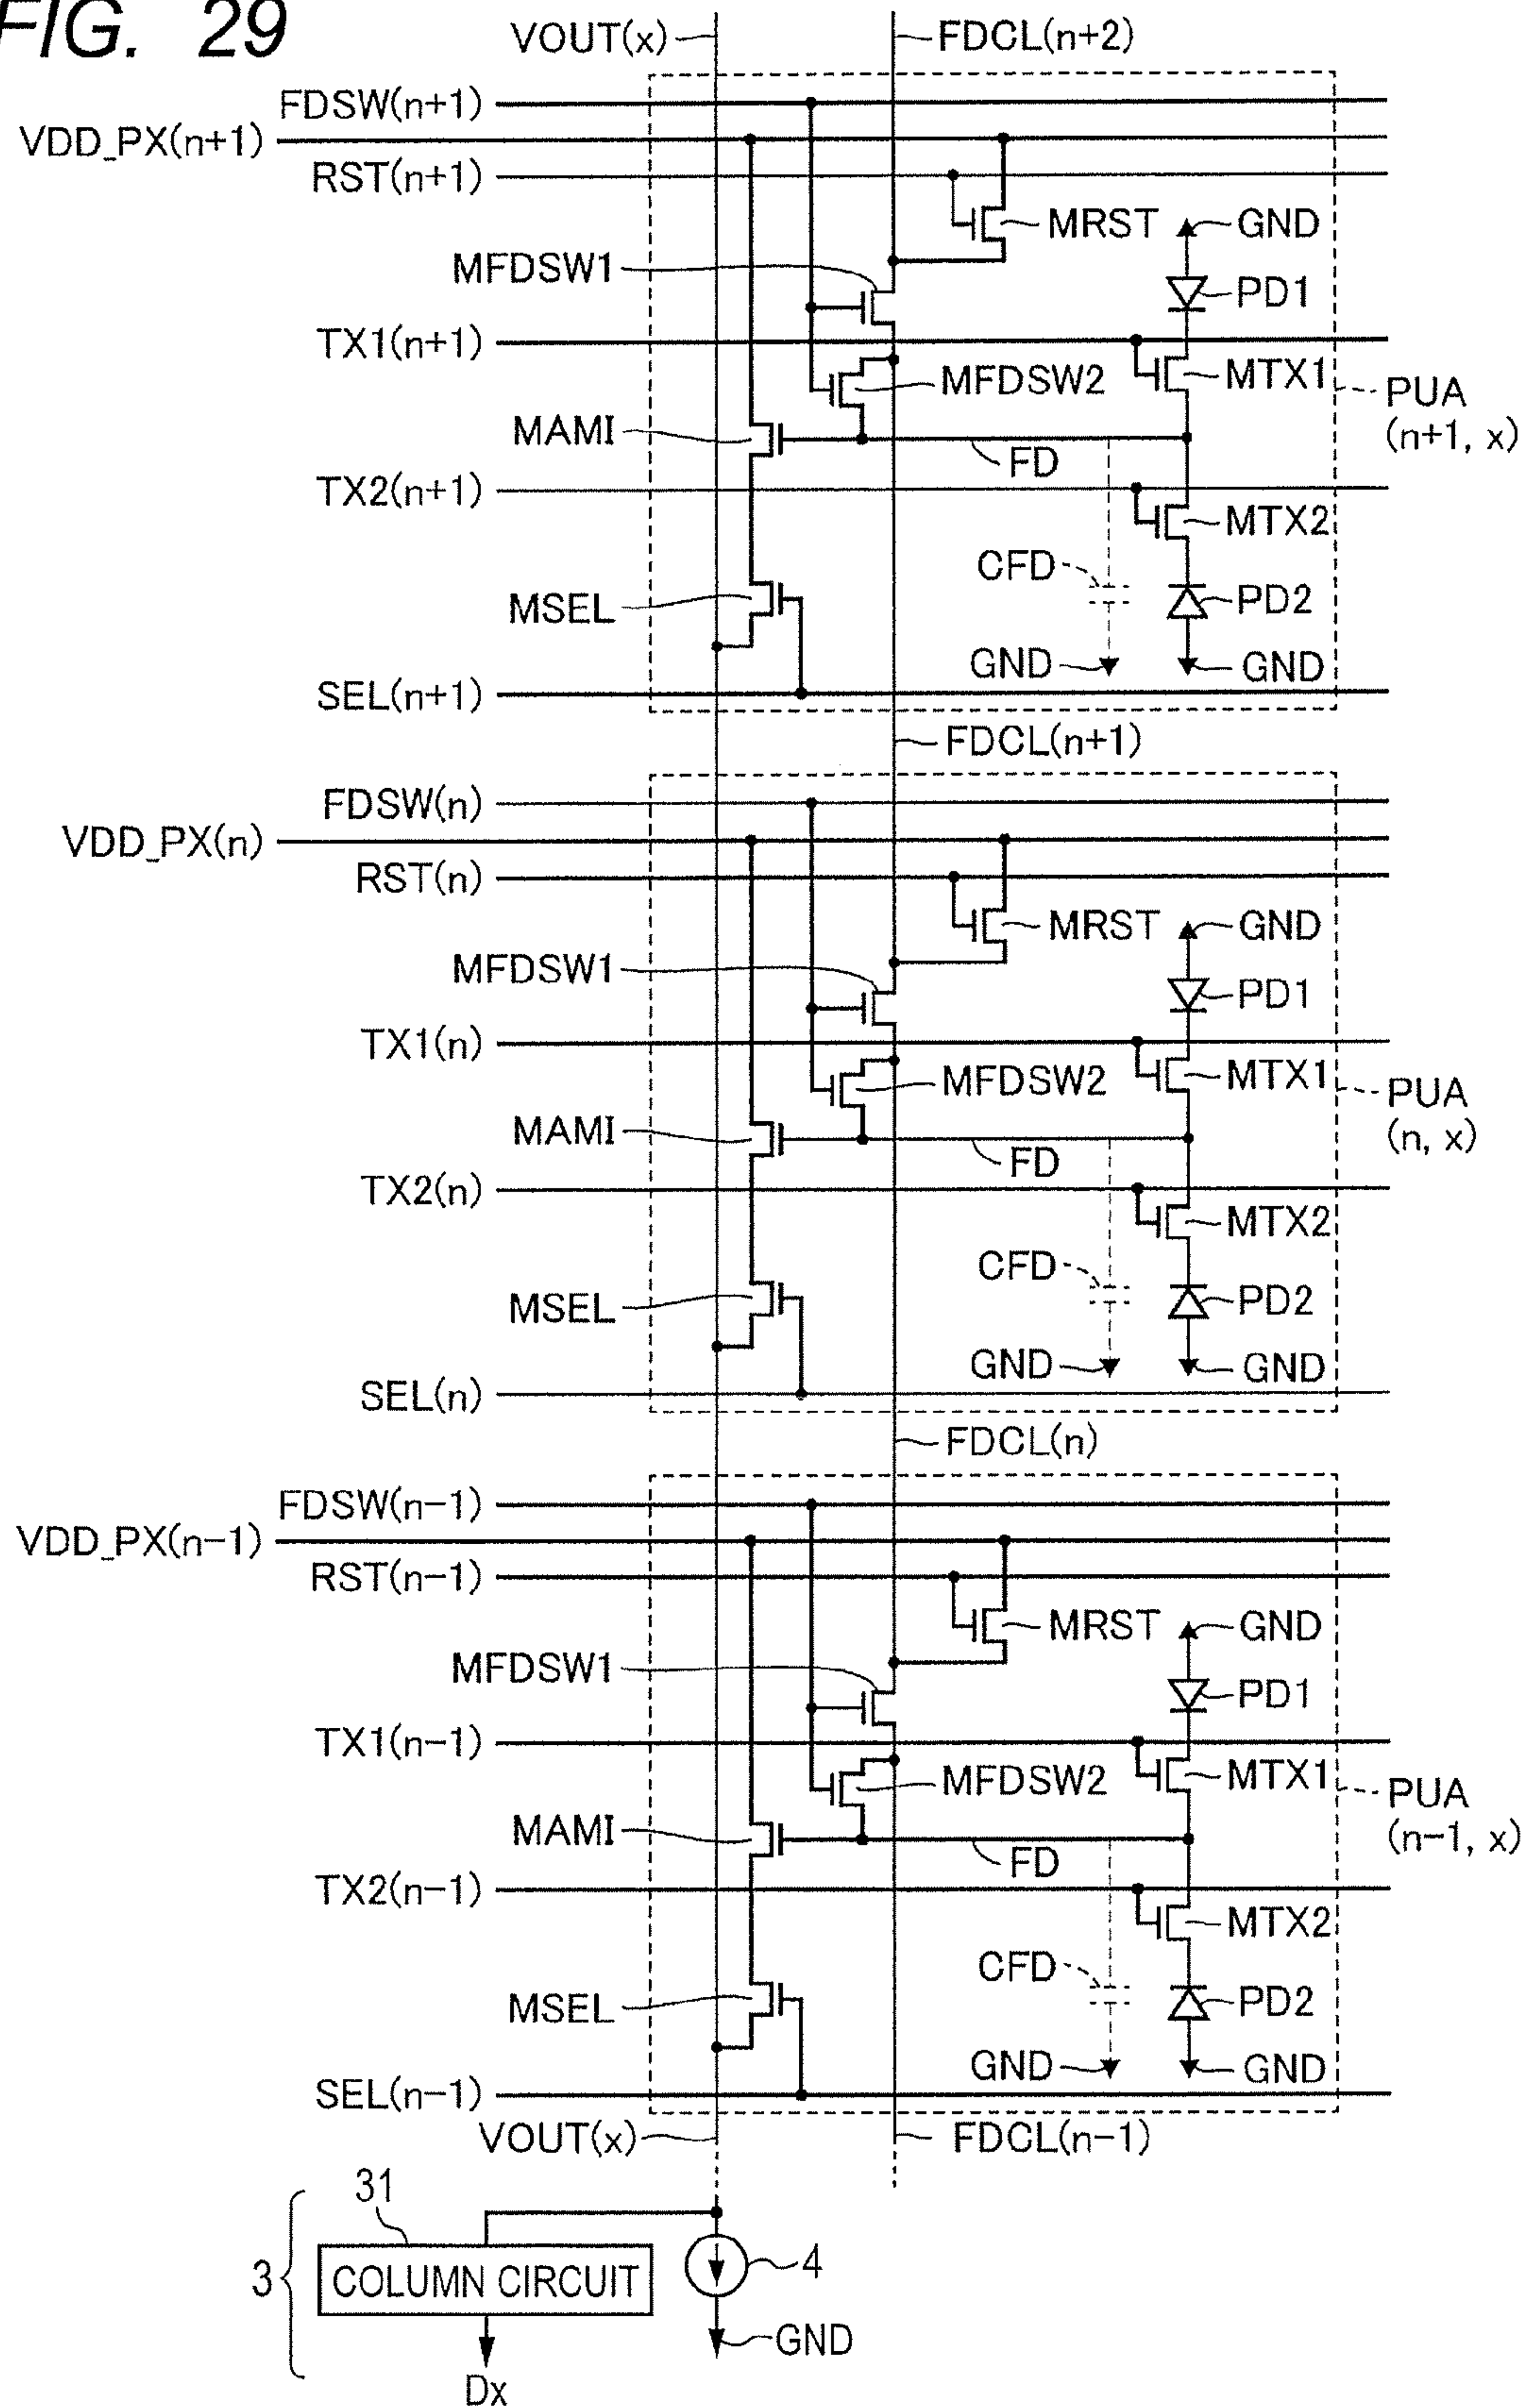 FIG. 29
VOUT(x)
FDCL(n+2)
FDSW(n+1)
VDD_PX(n+1)
RST(n+1)
MRST
GND
MFDSW1
PD1
TX1(n+1)
MFDSW2
MTX1
PUA
(n+1, x)
MAMI
FD
TX2(n+1)
MTX2
CFD
MSEL
PD2
GND
GND
SEL(n+1)
FDCL(n+1)
FDSW(n)
VDD_PX(n)
RST(n)
MRST
GND
MFDSW1
PD1
TX1(n)
MFDSW2
MTX1
PUA
(n, x)
MAMI
FD
TX2(n)
MTX2
CFD
MSEL
PD2
GND
GND
SEL(n)
FDCL(n)
FDSW(n-1)
VDD_PX(n-1)
RST(n-1)
MRST
GND
MFDSW1
PD1
TX1(n-1)
MFDSW2
MTX1
PUA
(n-1, x)
MAMI
FD
TX2(n-1)
MTX2
CFD
MSEL
PD2
GND
GND
SEL(n-1)
VOUT(x)
FDCL(n-1)
31
3
COLUMN CIRCUIT
4
GND
Dx